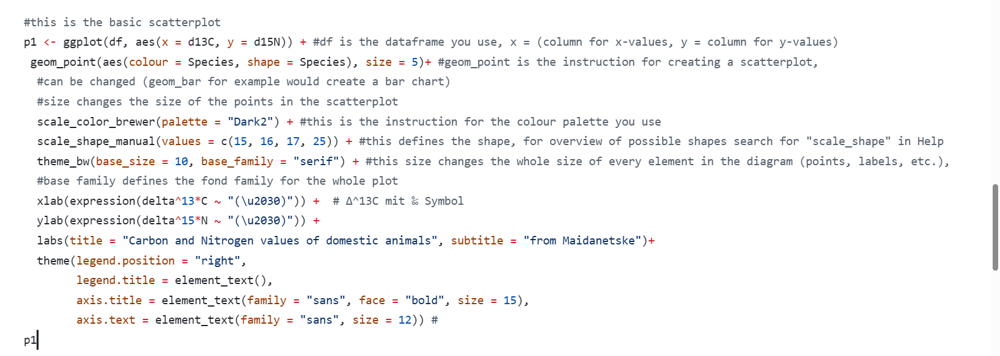 #this is the basic scatterplot
p1 <- ggplot(df, aes(x = d13C, y = d15N)) + #df is the dataframe you use, x = (column for x-values, y = column for y-values)
geom_point(aes(colour = Species, shape = Species), size = 5)+ #geom_point is the instruction for creating a scatterplot,
#can be changed (geom_bar for example would create a bar chart)
#size changes the size of the points in the scatterplot
scale_color_brewer(palette = "Dark2") + #this is the instruction for the colour palette you use
scale_shape_manual(values = c(15, 16, 17, 25)) + #this defines the shape, for overview of possible shapes search for "scale_shape" in Help
theme_bw(base_size = 10, base_family = "serif") + #this size changes the whole size of every element in the diagram (points, labels, etc.),
#base family defines the fond family for the whole plot
xlab(expression(delta^13*C ~ "(\u2030)")) +  # Δ^13C mit ‰ Symbol
ylab(expression(delta^15*N ~ "(\u2030)")) +
labs(title = "Carbon and Nitrogen values of domestic animals", subtitle = "from Maidanetske")+
theme(legend.position = "right",
legend.title = element_text(),
axis.title = element_text(family = "sans", face = "bold", size = 15),
axis.text = element_text(family = "sans", size = 12)) #
p1